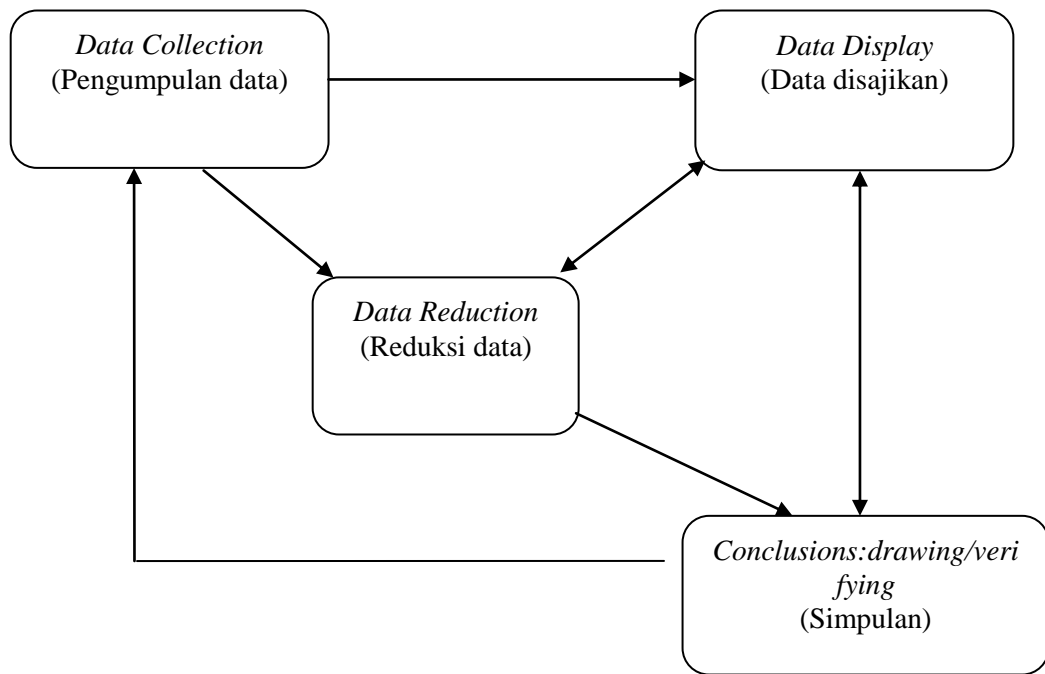 Data Collection
(Pengumpulan data)
Data Display
(Data disajikan)
Data Reduction
(Reduksi data)
Conclusions:drawing/veri
fying
(Simpulan)